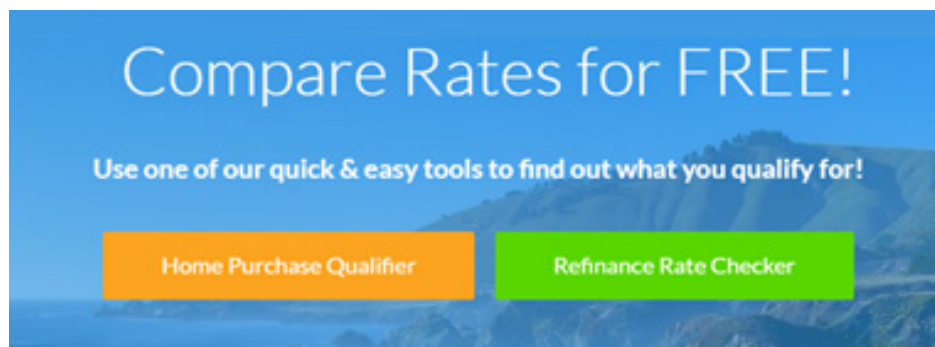 Compare Rates for FREE!
Use one of our quick & easy tools to find out what you qualify for!
Home Purchase Qualifier
Refinance Rate Checker